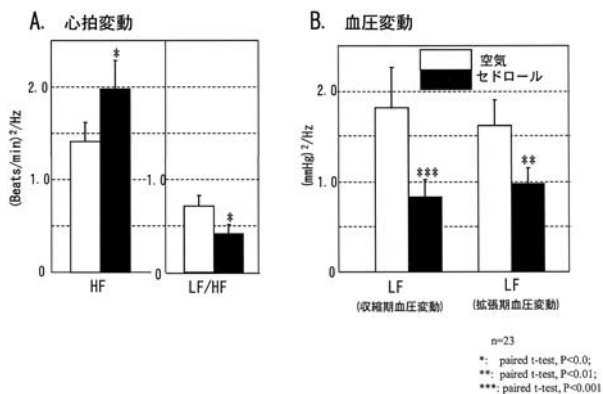 A. 心拍変動
(Beats/min)²/Hz
2.0
1.0
0
*
HF
1.0
0
*
LF/HF
B. 血圧変動
空気
セドロール
(mmHg)²/Hz
2.0
1.0
0
***
LF
(収縮期血圧変動)
**
LF
(拡張期血圧変動)
n=23
*: paired t-test, P<0.0;
**: paired t-test, P<0.01;
***: paired t-test, P<0.001